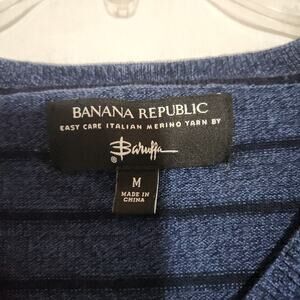 BANANA REPUBLIC
EASY CARE ITALIAN MERINO YARN BY
Baruffa
®
M
MADE IN
CHINA